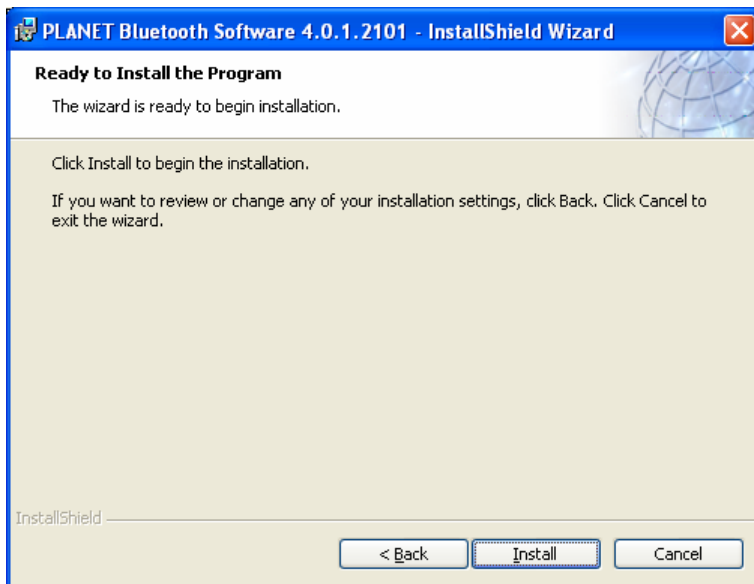 PLANET Bluetooth Software 4.0.1.2101 - InstallShield Wizard
Ready to Install the Program
The wizard is ready to begin installation.
Click Install to begin the installation.
If you want to review or change any of your installation settings, click Back. Click Cancel to
exit the wizard.
InstallShield
< Back
Install
Cancel